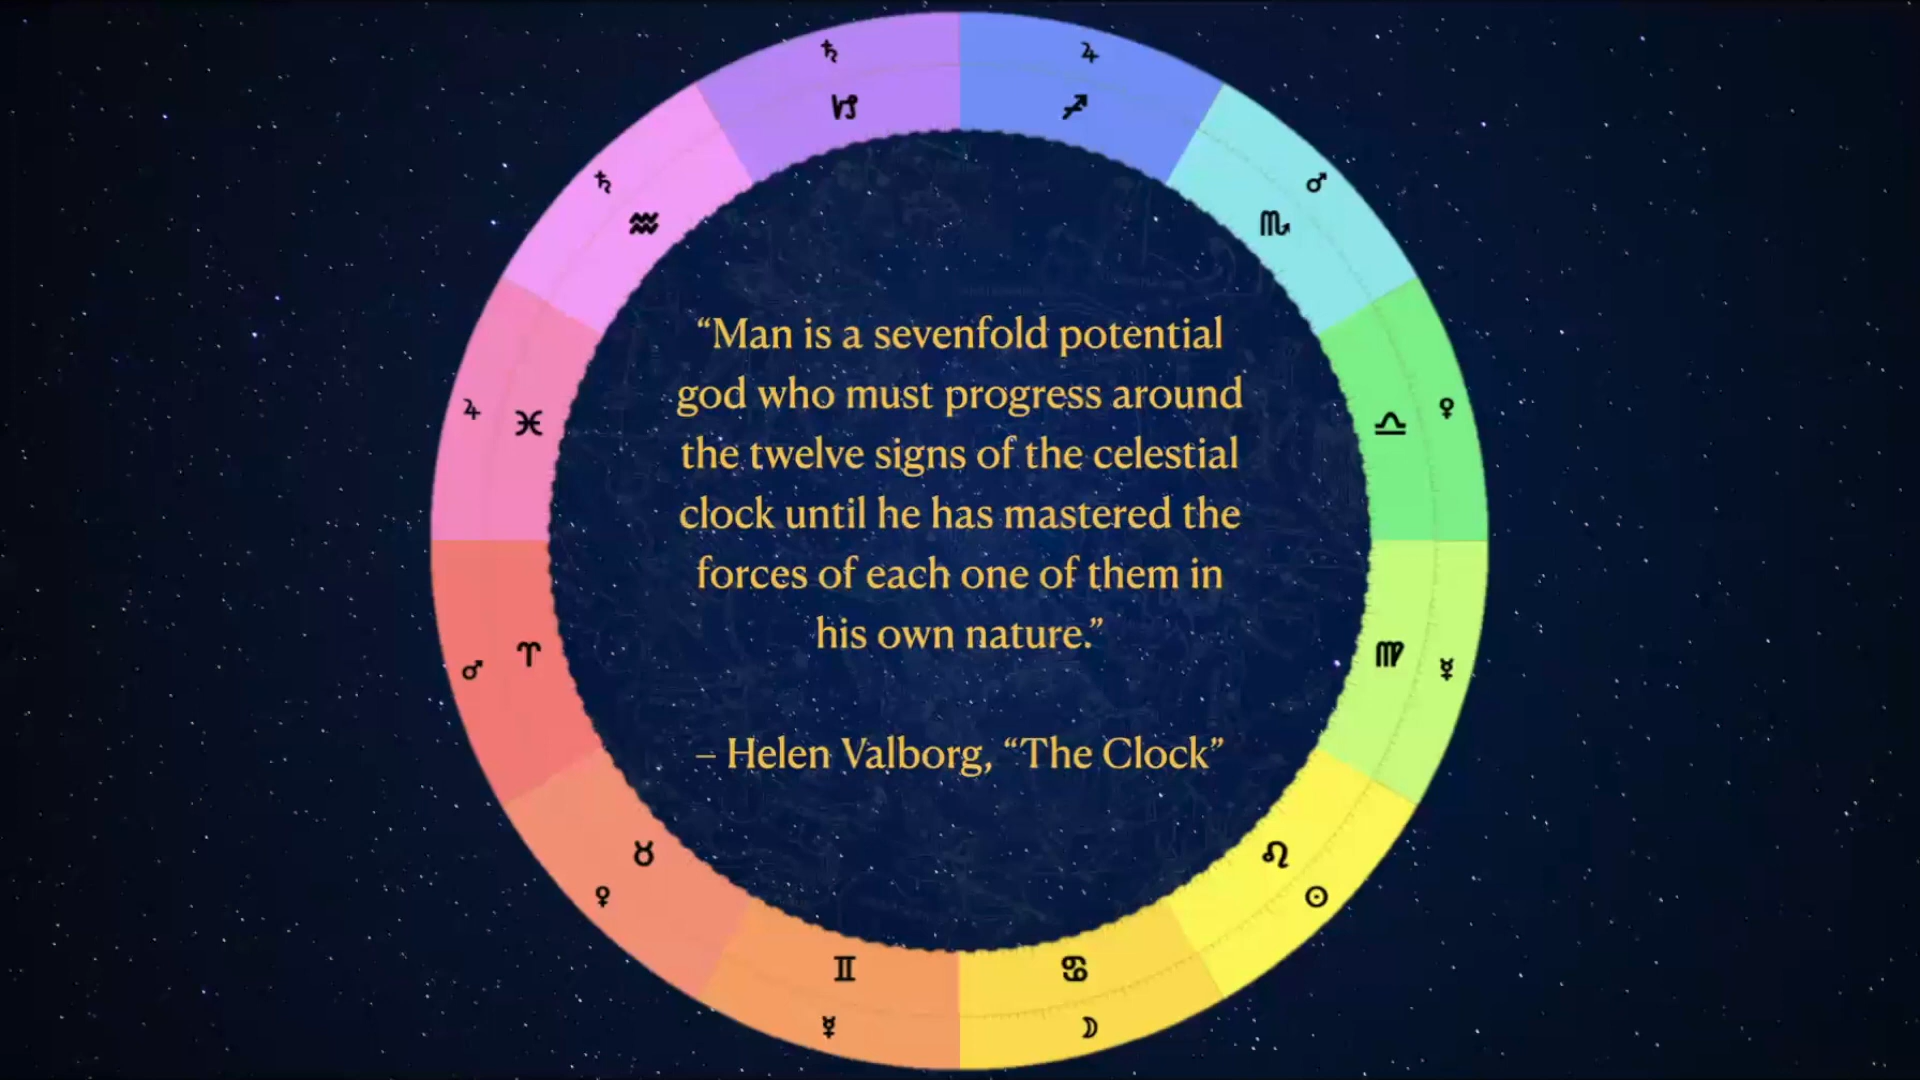 ♄ ♃
♑ ♐
♄ ♂
♒ ♏
“Man is a sevenfold potential
god who must progress around
♃ ♓ ♎ ♀
the twelve signs of the celestial
clock until he has mastered the
forces of each one of them in
his own nature.”
♂ ♈ ♍ ☿
– Helen Valborg, “The Clock”
♉ ♌
♀ ☉
♊ ♋
☿ ☽